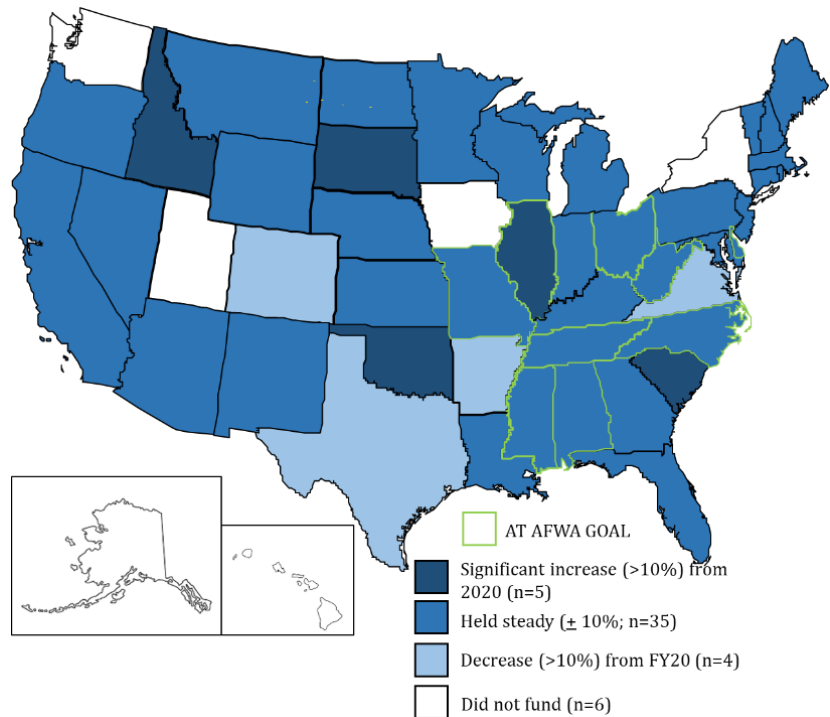 AT AFWA GOAL
Significant increase (>10%) from
2020 (n=5)
Held steady (± 10%; n=35)
Decrease (>10%) from FY20 (n=4)
Did not fund (n=6)